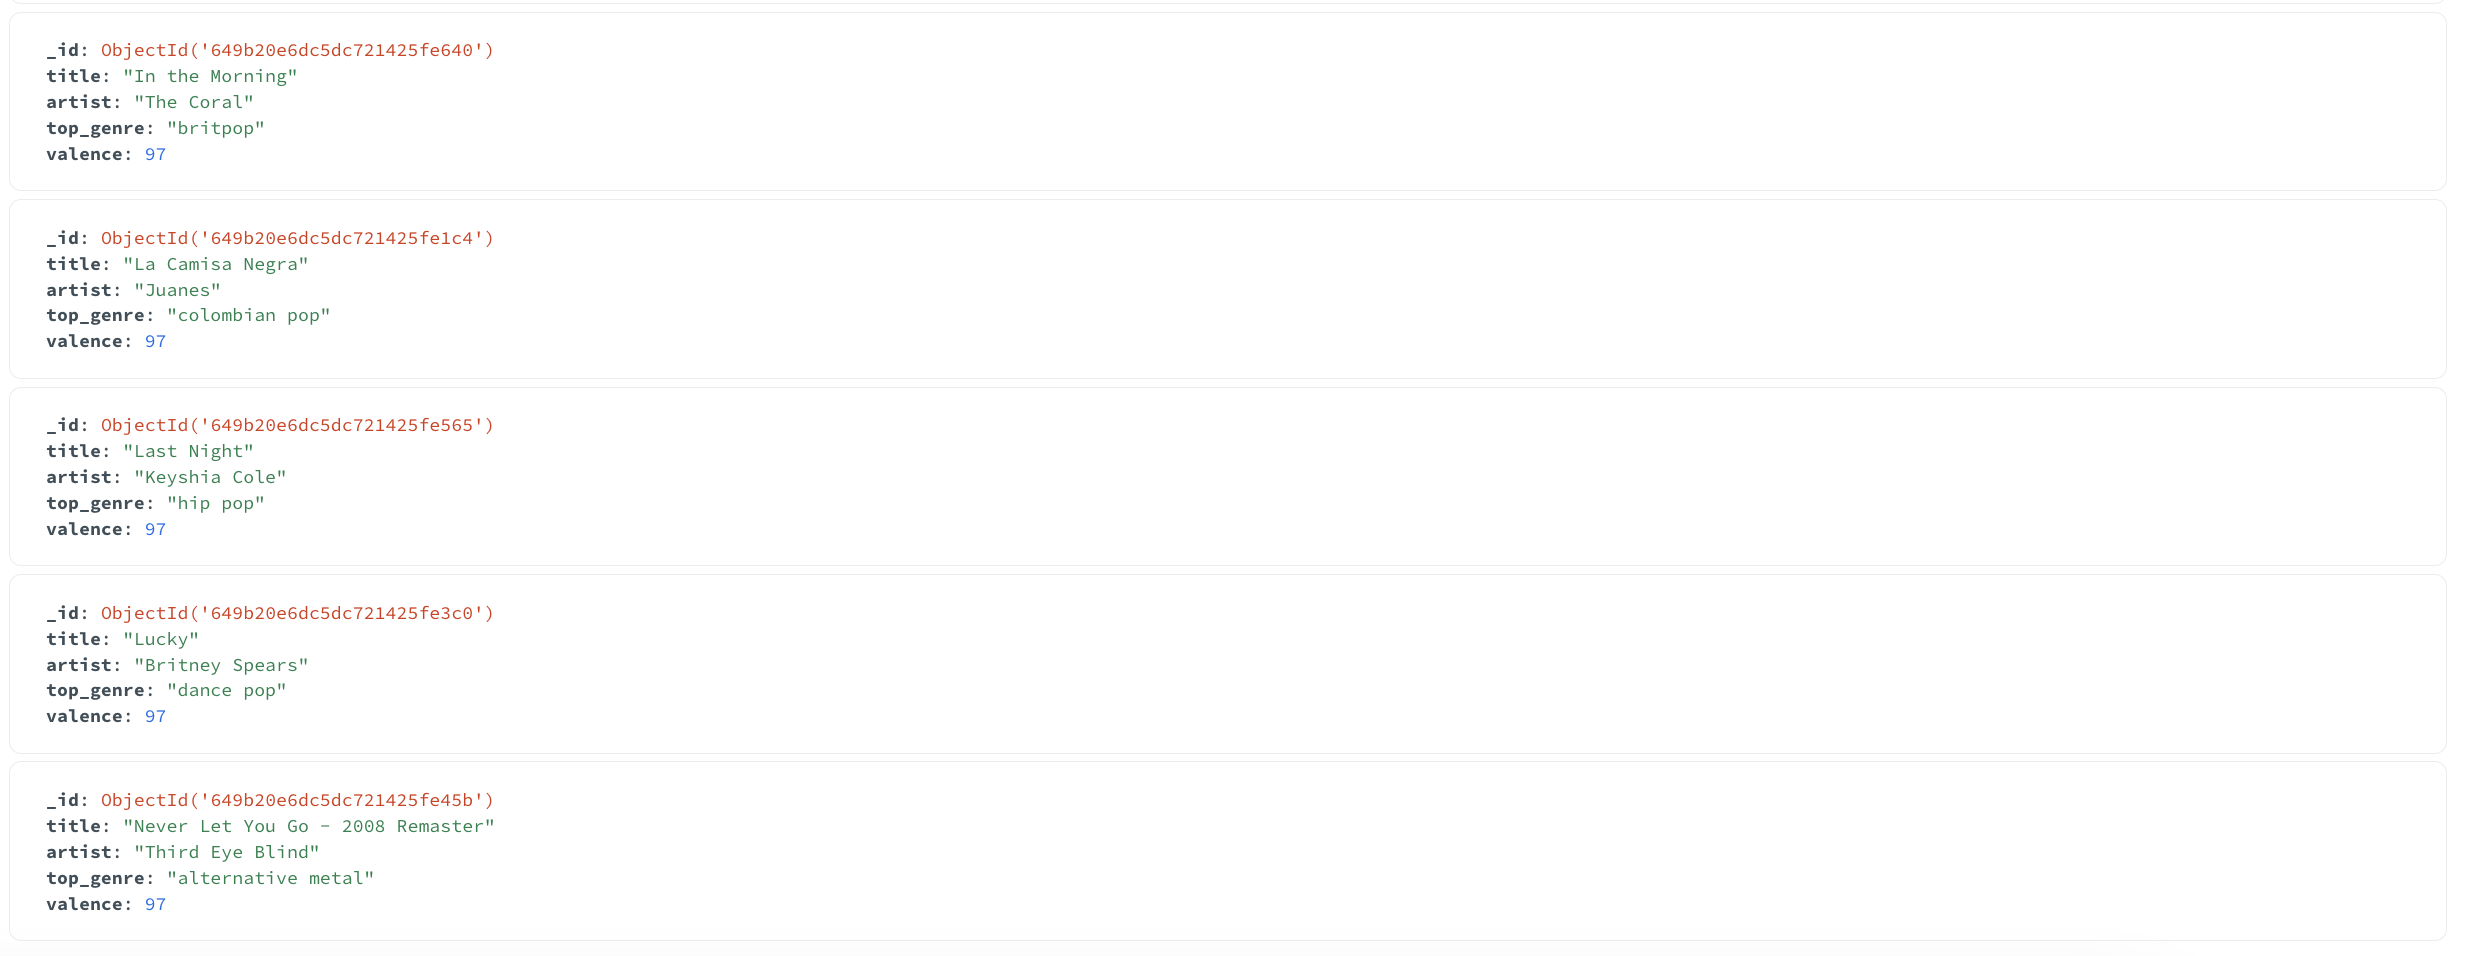 _id: ObjectId('649b20e6dc5dc721425fe640')
title: "In the Morning"
artist: "The Coral"
top_genre: "britpop"
valence: 97
_id: ObjectId('649b20e6dc5dc721425fe1c4')
title: "La Camisa Negra"
artist: "Juanes"
top_genre: "colombian pop"
valence: 97
_id: ObjectId('649b20e6dc5dc721425fe565')
title: "Last Night"
artist: "Keyshia Cole"
top_genre: "hip pop"
valence: 97
_id: ObjectId('649b20e6dc5dc721425fe3c0')
title: "Lucky"
artist: "Britney Spears"
top_genre: "dance pop"
valence: 97
_id: ObjectId('649b20e6dc5dc721425fe45b')
title: "Never Let You Go - 2008 Remaster"
artist: "Third Eye Blind"
top_genre: "alternative metal"
valence: 97